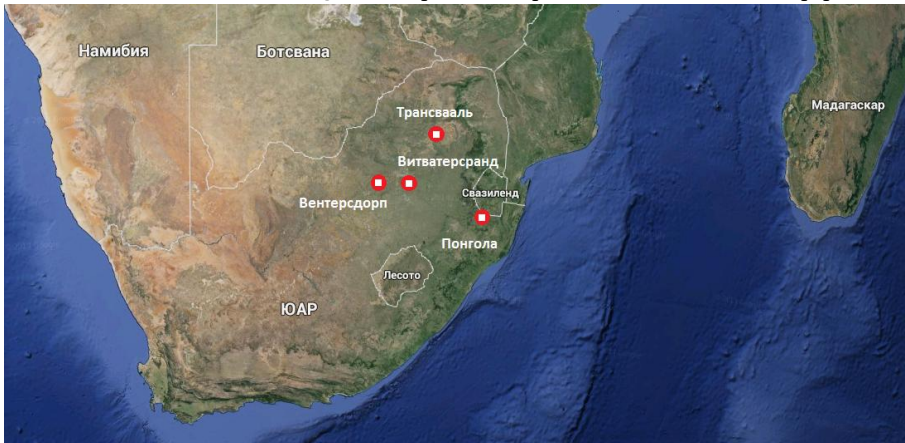 Намибия
Ботсвана
Трансвааль
Мадагаскар
Витватерсранд
Вентерсдорп
Свазиленд
Понгола
Лесото
ЮАР